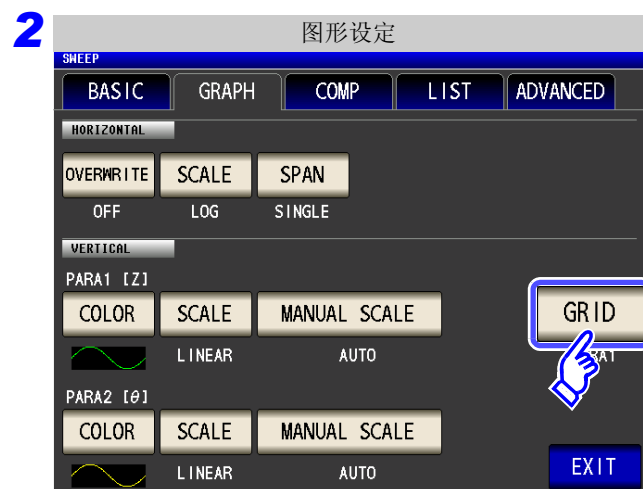 2
图形设定
SWEEP
BASIC GRAPH COMP LIST ADVANCED
HORIZONTAL
OVERWRITE SCALE SPAN
OFF LOG SINGLE
VERTICAL
PARA1 [Z]
COLOR SCALE MANUAL SCALE GRID
LINEAR AUTO
PARA2 [θ]
COLOR SCALE MANUAL SCALE
LINEAR AUTO EXIT